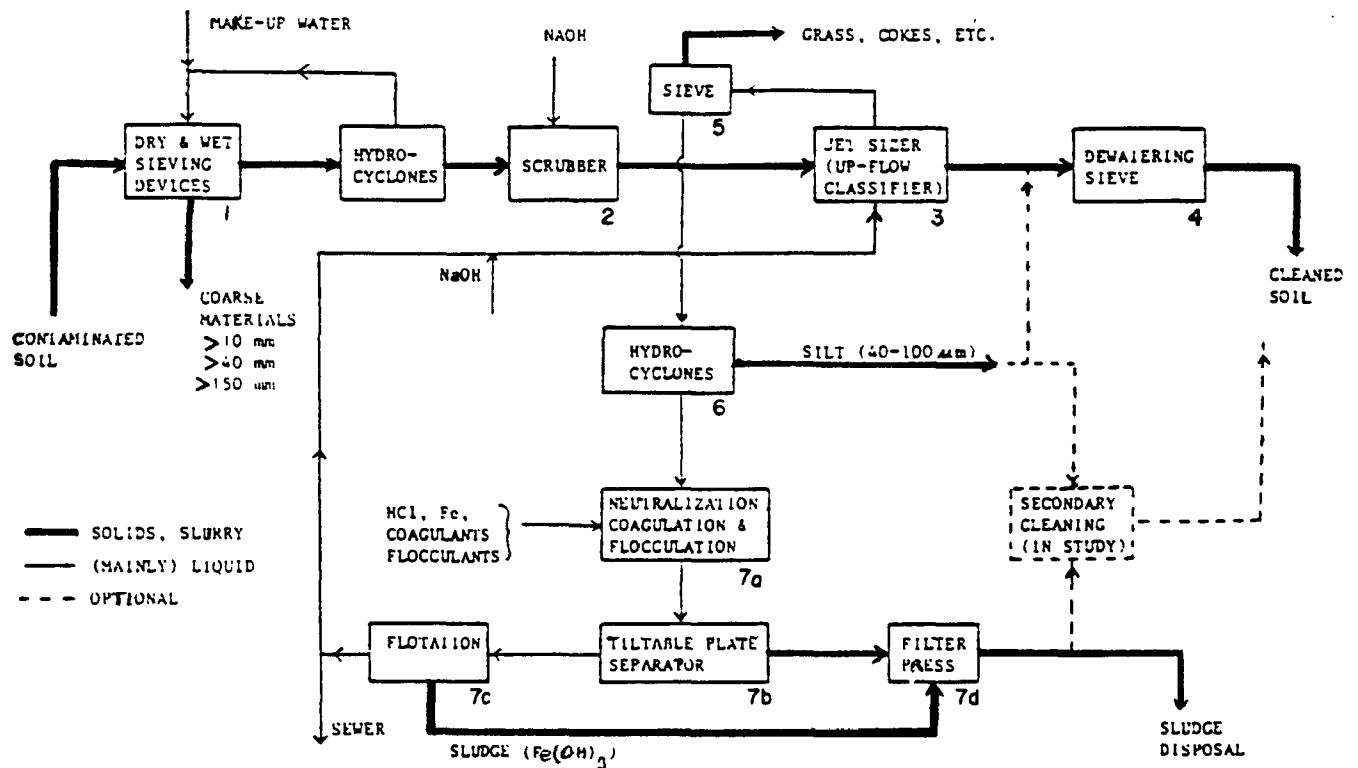 MAKE-UP WATER
NAOH
GRASS, COKES, ETC.
SIEVE
5
DRY & WET
SIEVING
DEVICES
1
HYDRO-
CYCLONES
SCRUBBER
2
JET SIZER
(UP-FLOW
CLASSIFIER)
3
DEWATERING
SIEVE
4
NaOH
CLEANED
SOIL
COARSE
MATERIALS
>10 mm
>40 mm
>150 mm
CONTAMINATED
SOIL
HYDRO-
CYCLONES
6
SILT (40-100 µm)
HCl, Fe,
COAGULANTS
FLOCCULANTS
NEUTRALIZATION
COAGULATION &
FLOCCULATION
7a
SECONDARY
CLEANING
(IN STUDY)
SOLIDS, SLURRY
(MAINLY) LIQUID
OPTIONAL
FLOTATION
7c
TILTABLE PLATE
SEPARATOR
7b
FILTER
PRESS
7d
SEWER
SLUDGE (Fe(OH)3)
SLUDGE
DISPOSAL